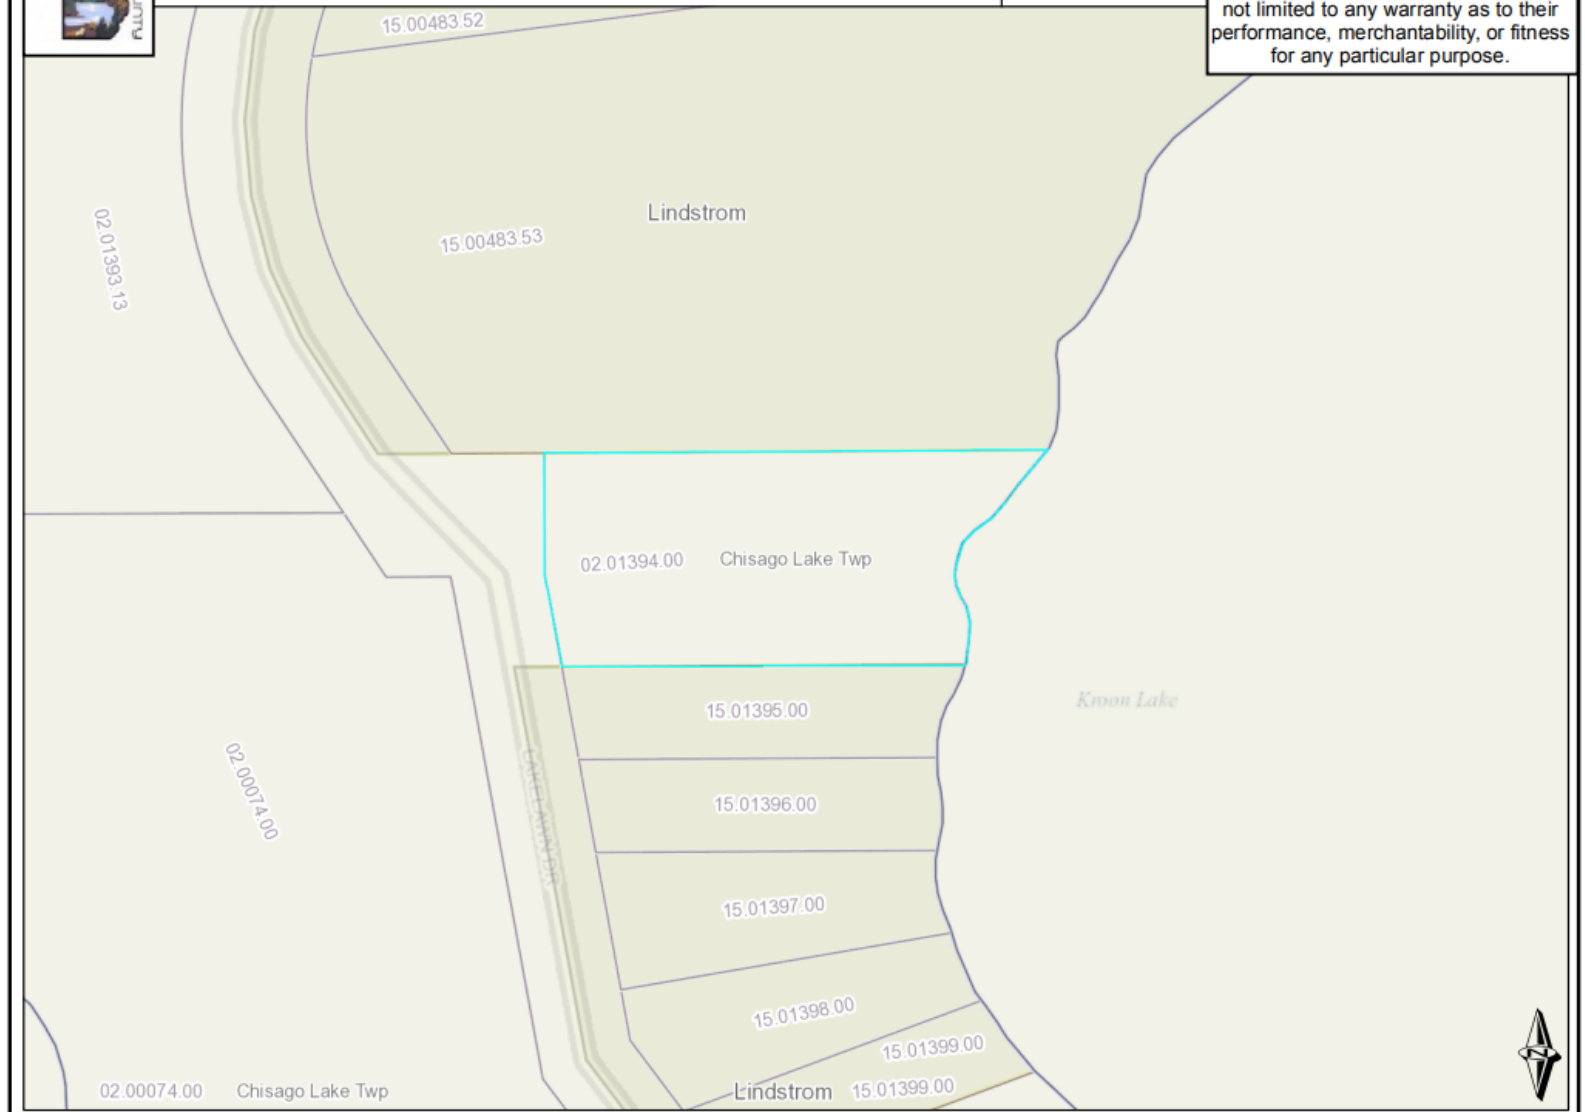 UNTY
not limited to any warranty as to their
performance, merchantability, or fitness
for any particular purpose.
15.00483.52
Lindstrom
15.00483.53
02.01393.13
02.01394.00 Chisago Lake Twp
Kroon Lake
15.01395.00
02.00074.00
LAKELAWN DR
15.01396.00
15.01397.00
15.01398.00
15.01399.00
02.00074.00 Chisago Lake Twp
Lindstrom 15.01399.00
N